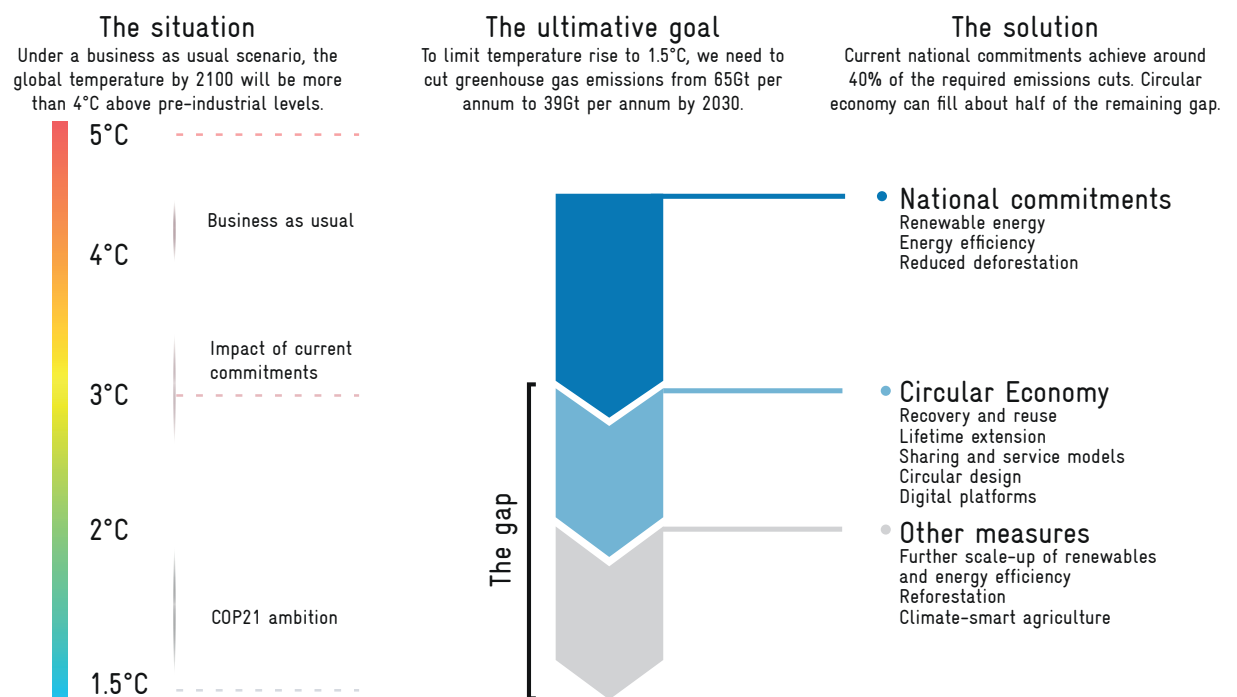 The situation
Under a business as usual scenario, the
global temperature by 2100 will be more
than 4°C above pre-industrial levels.
The ultimative goal
To limit temperature rise to 1.5°C, we need to
cut greenhouse gas emissions from 65Gt per
annum to 39Gt per annum by 2030.
The solution
Current national commitments achieve around
40% of the required emissions cuts. Circular
economy can fill about half of the remaining gap.
5°C
Business as usual
4°C
Impact of current
commitments
3°C
2°C
COP21 ambition
1.5°C
The gap
National commitments
Renewable energy
Energy efficiency
Reduced deforestation
Circular Economy
Recovery and reuse
Lifetime extension
Sharing and service models
Circular design
Digital platforms
Other measures
Further scale-up of renewables
and energy efficiency
Reforestation
Climate-smart agriculture